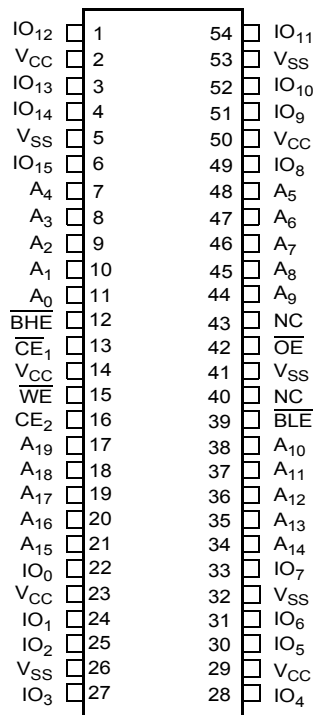 IO12 1 54 IO11
VCC 2 53 VSS
IO13 3 52 IO10
IO14 4 51 IO9
VSS 5 50 VCC
IO15 6 49 IO8
A4 7 48 A5
A3 8 47 A6
A2 9 46 A7
A1 10 45 A8
A0 11 44 A9
B̅H̅E̅ 12 43 NC
C̅E̅1 13 42 O̅E̅
VCC 14 41 VSS
W̅E̅ 15 40 NC
CE2 16 39 B̅L̅E̅
A19 17 38 A10
A18 18 37 A11
A17 19 36 A12
A16 20 35 A13
A15 21 34 A14
IO0 22 33 IO7
VCC 23 32 VSS
IO1 24 31 IO6
IO2 25 30 IO5
VSS 26 29 VCC
IO3 27 28 IO4